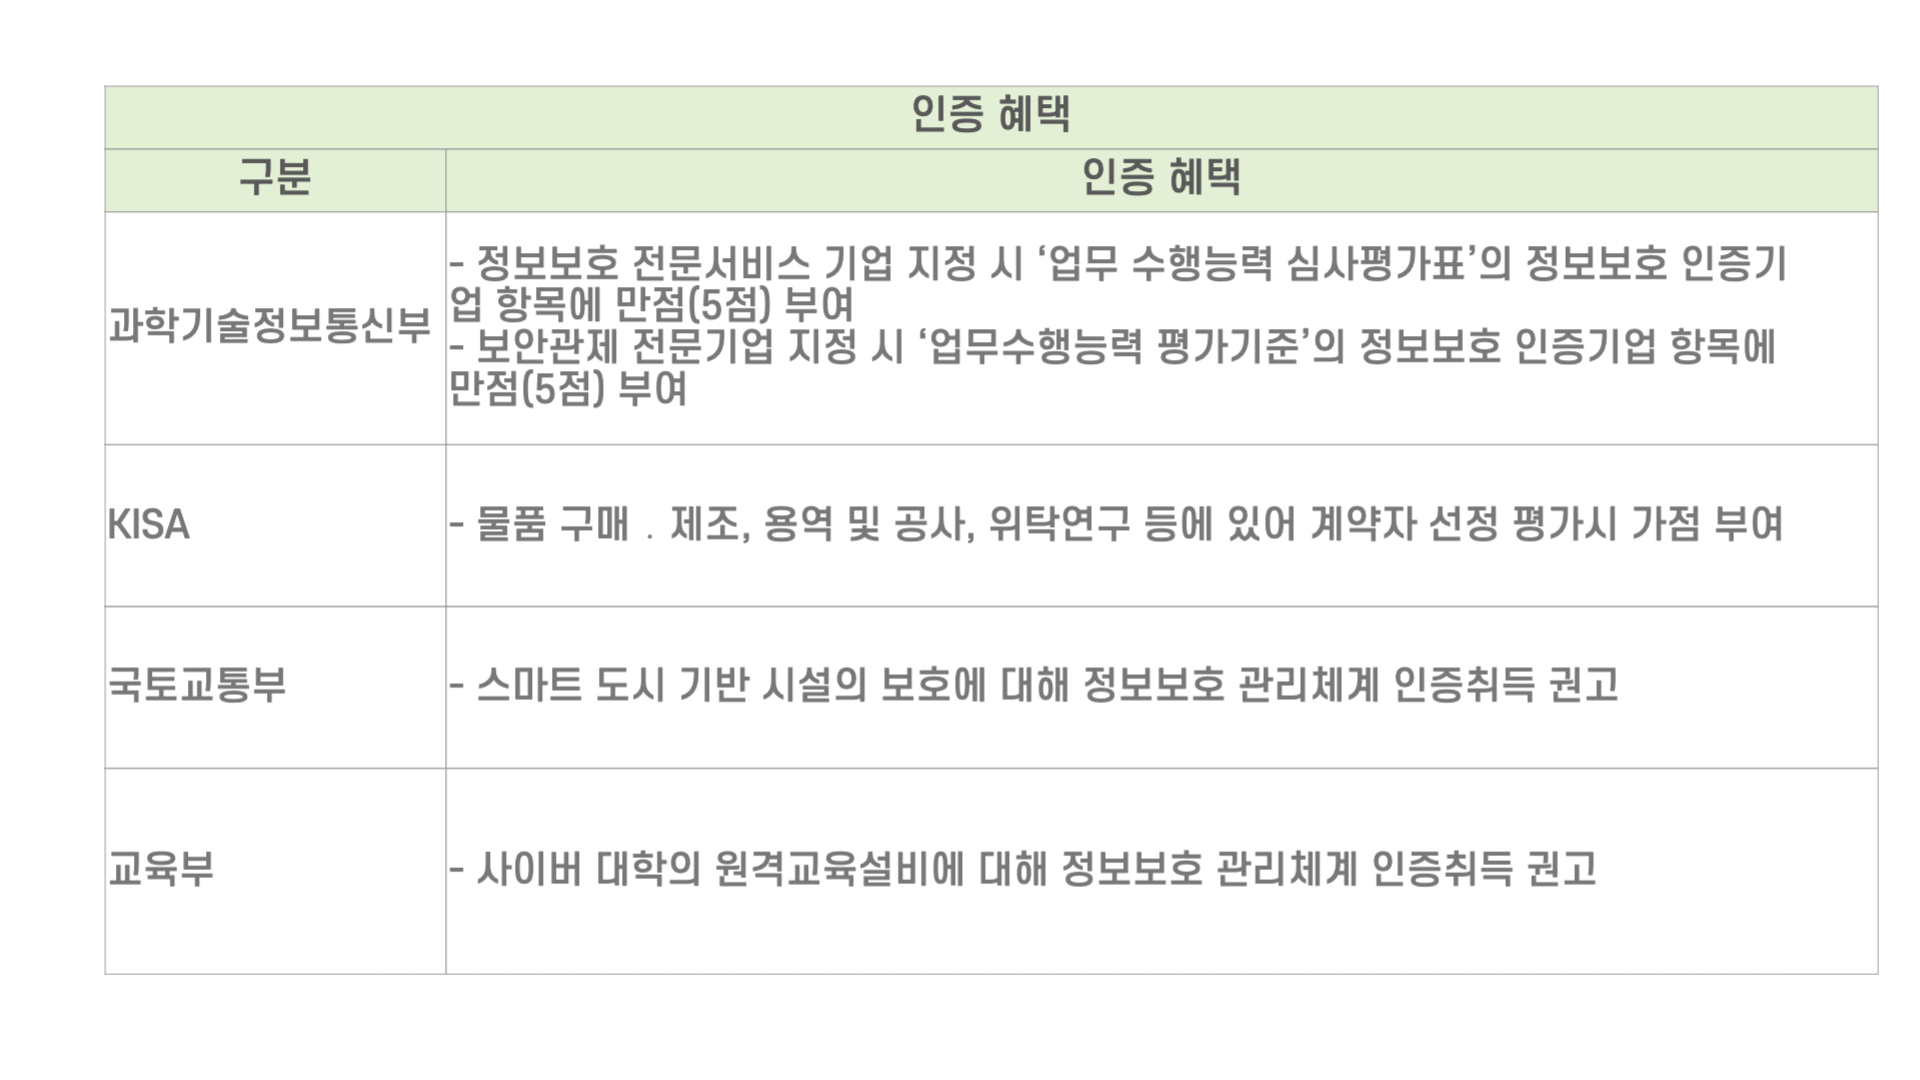 인증 혜택
구분
인증 혜택
과학기술정보통신부
- 정보보호 전문서비스 기업 지정 시 ‘업무 수행능력 심사평가표’의 정보보호 인증기
업 항목에 만점(5점) 부여
- 보안관제 전문기업 지정 시 ‘업무수행능력 평가기준’의 정보보호 인증기업 항목에
만점(5점) 부여
KISA
- 물품 구매 . 제조, 용역 및 공사, 위탁연구 등에 있어 계약자 선정 평가시 가점 부여
국토교통부
- 스마트 도시 기반 시설의 보호에 대해 정보보호 관리체계 인증취득 권고
교육부
- 사이버 대학의 원격교육설비에 대해 정보보호 관리체계 인증취득 권고